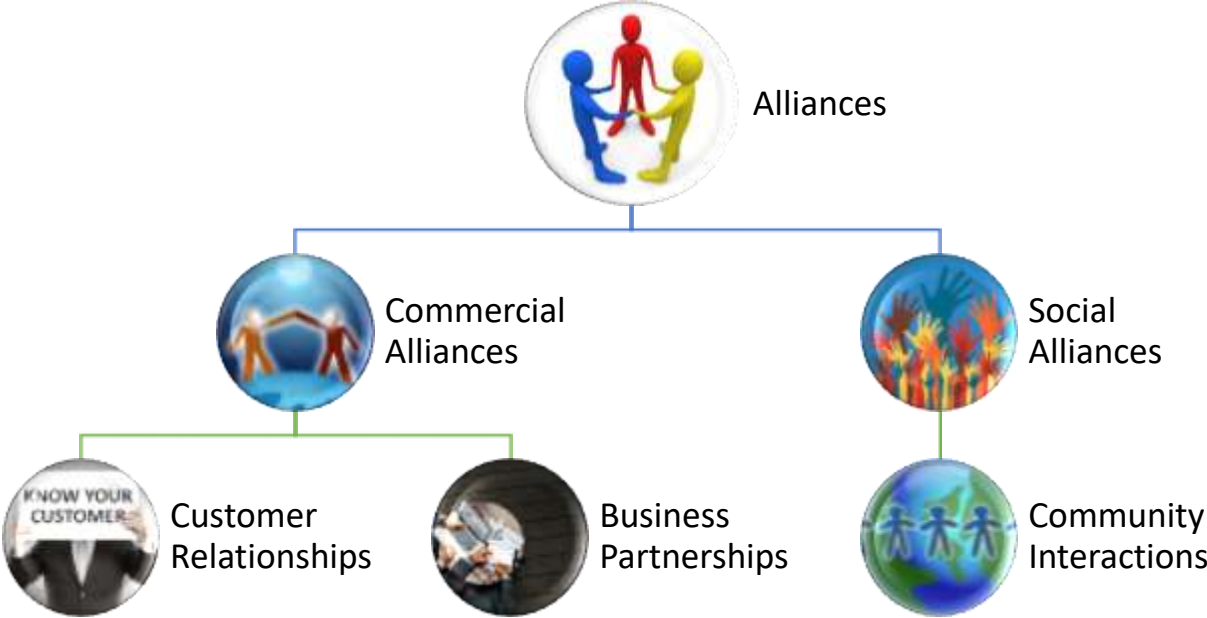 Alliances
Commercial
Alliances
Social
Alliances
KNOW YOUR
CUSTOMER
Customer
Relationships
Business
Partnerships
Community
Interactions